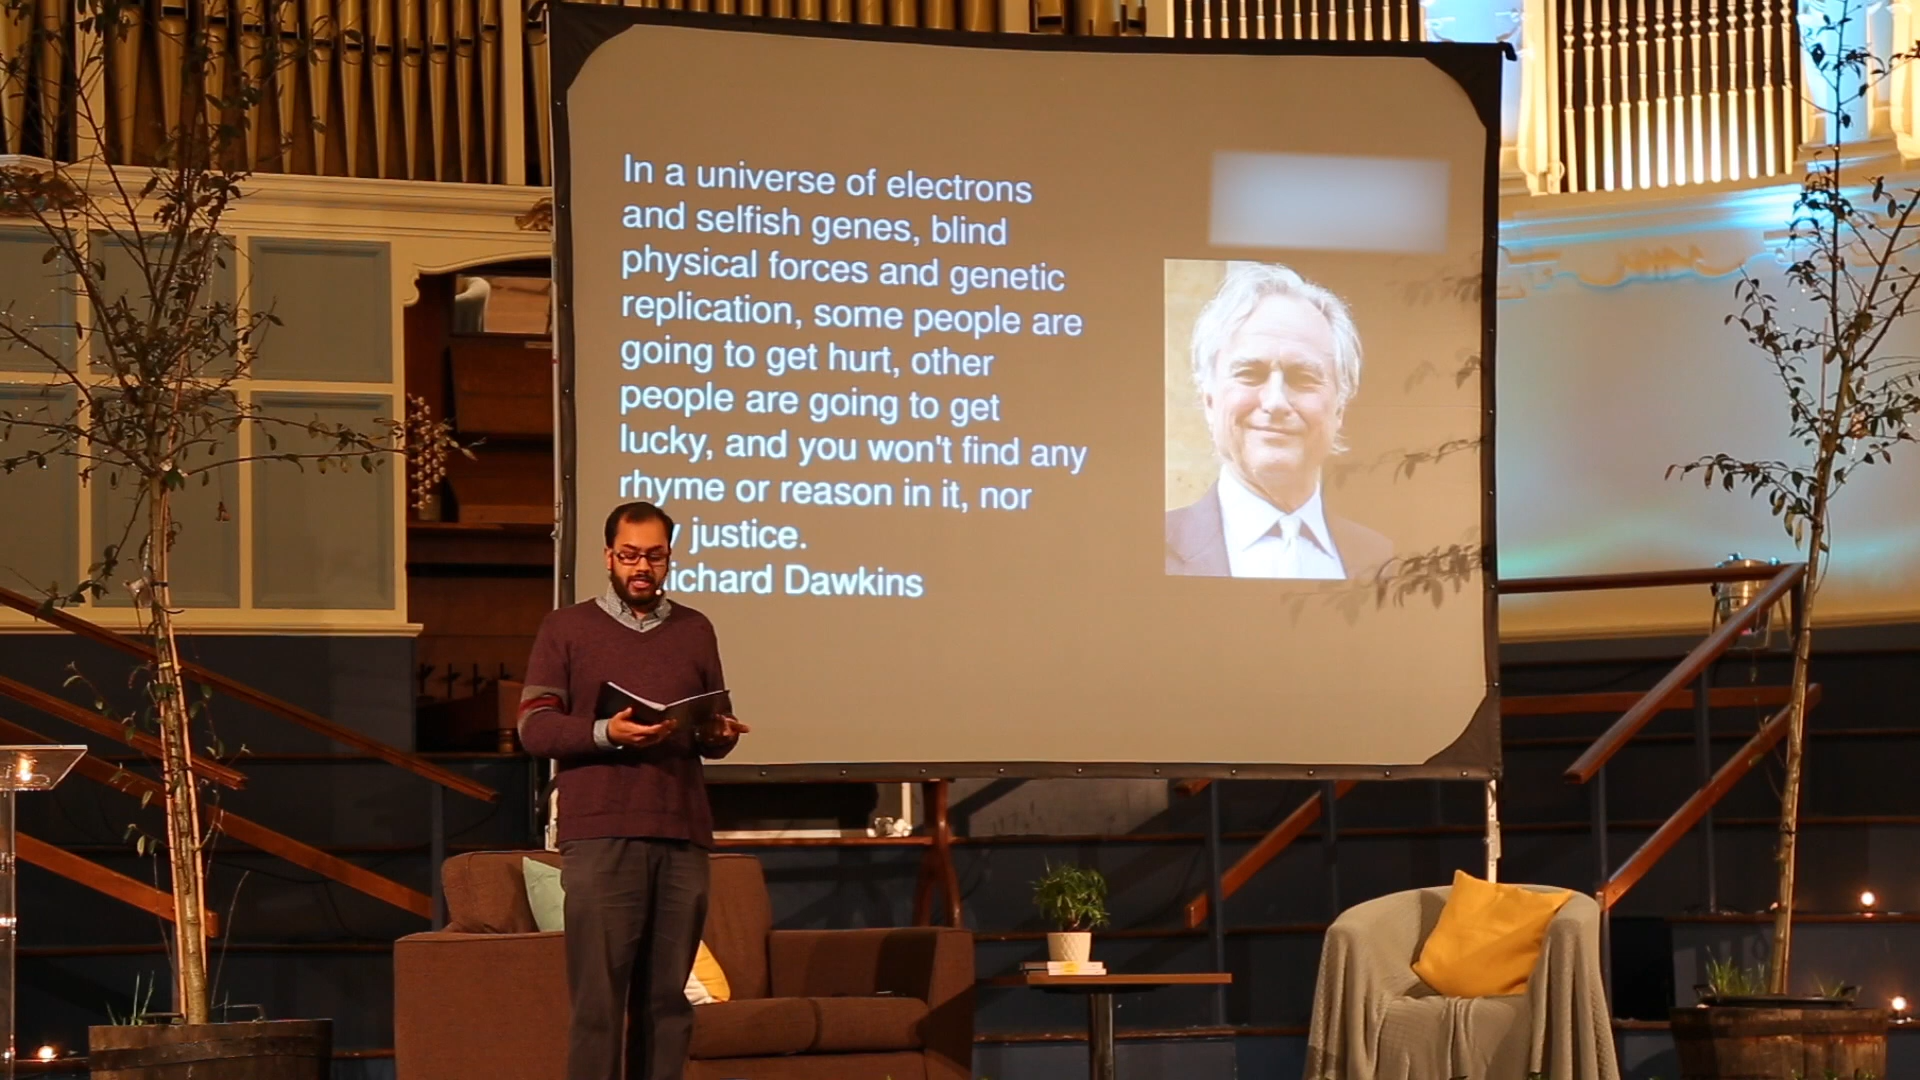 In a universe of electrons
and selfish genes, blind
physical forces and genetic
replication, some people are
going to get hurt, other
people are going to get
lucky, and you won't find any
rhyme or reason in it, nor
justice.
Dawkins